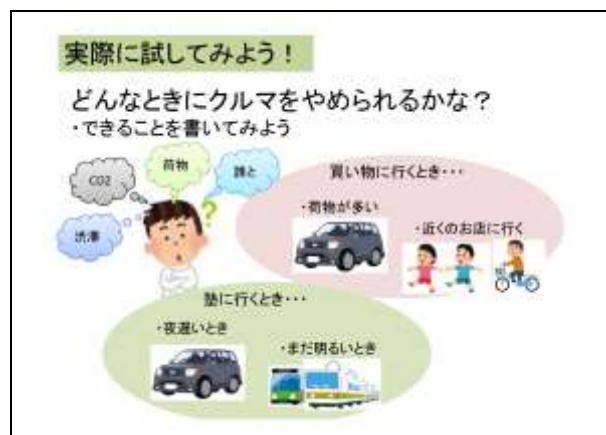 実際に試してみよう！
どんなときにクルマをやめられるかな？
・できることを書いてみよう
荷物
誰と
CO2
渋滞
買い物に行くとき・・・
・荷物が多い
・近くのお店に行く
塾に行くとき・・・
・夜遅いとき
・まだ明るいとき